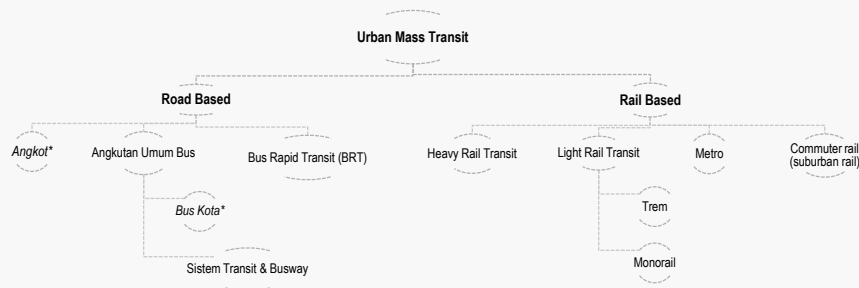 Urban Mass Transit
Road Based
Rail Based
Angkot*
Angkutan Umum Bus
Bus Rapid Transit (BRT)
Heavy Rail Transit
Light Rail Transit
Metro
Commuter rail
(suburban rail)
Bus Kota*
Trem
Sistem Transit & Busway
Monorail